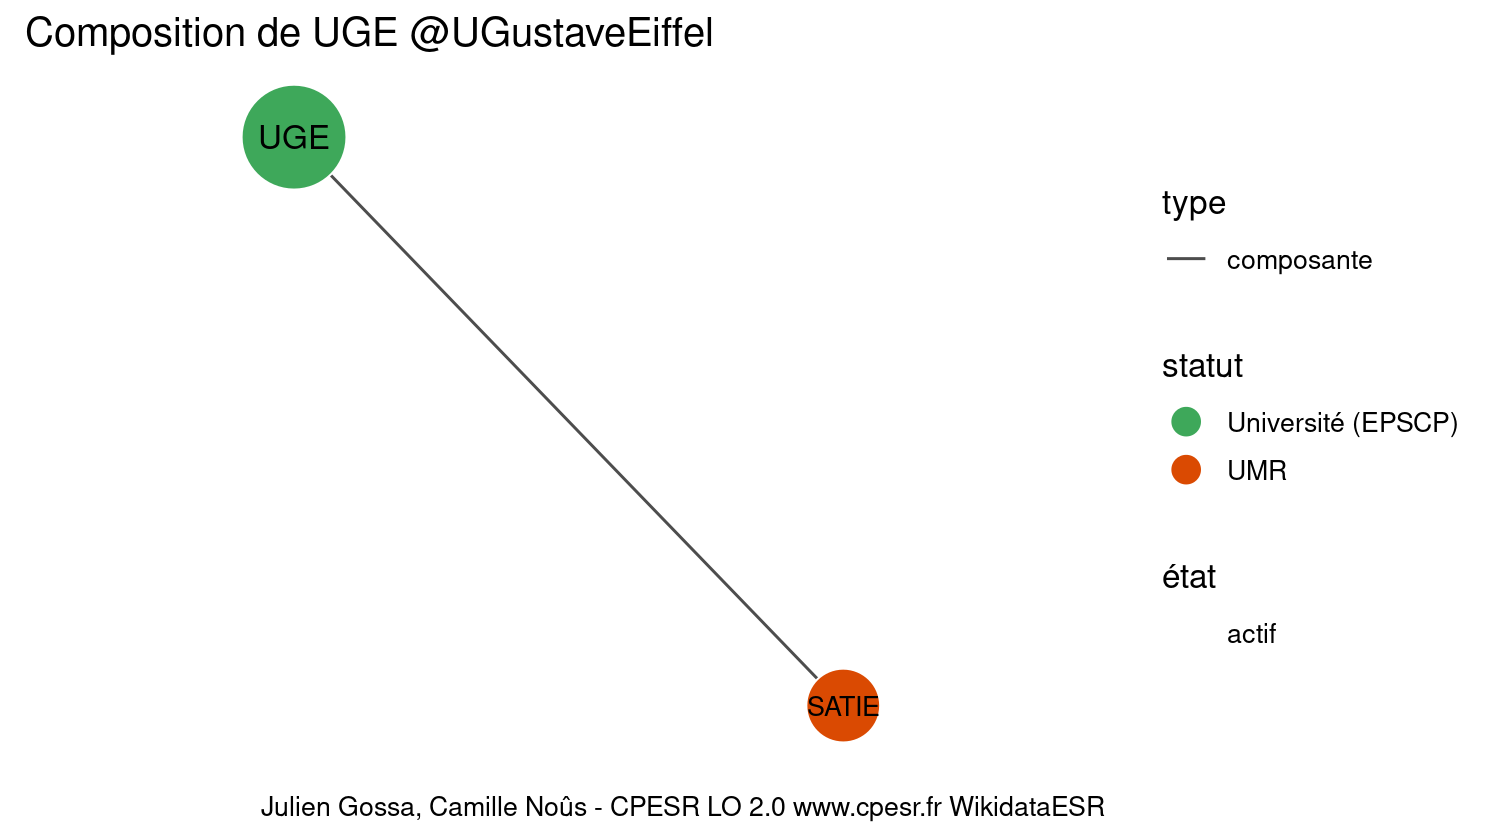 Composition de UGE @UGustaveEiffel
UGE
SATIE
type
composante
statut
Université (EPSCP)
UMR
état
actif
Julien Gossa, Camille Noûs - CPESR LO 2.0 www.cpesr.fr WikidataESR